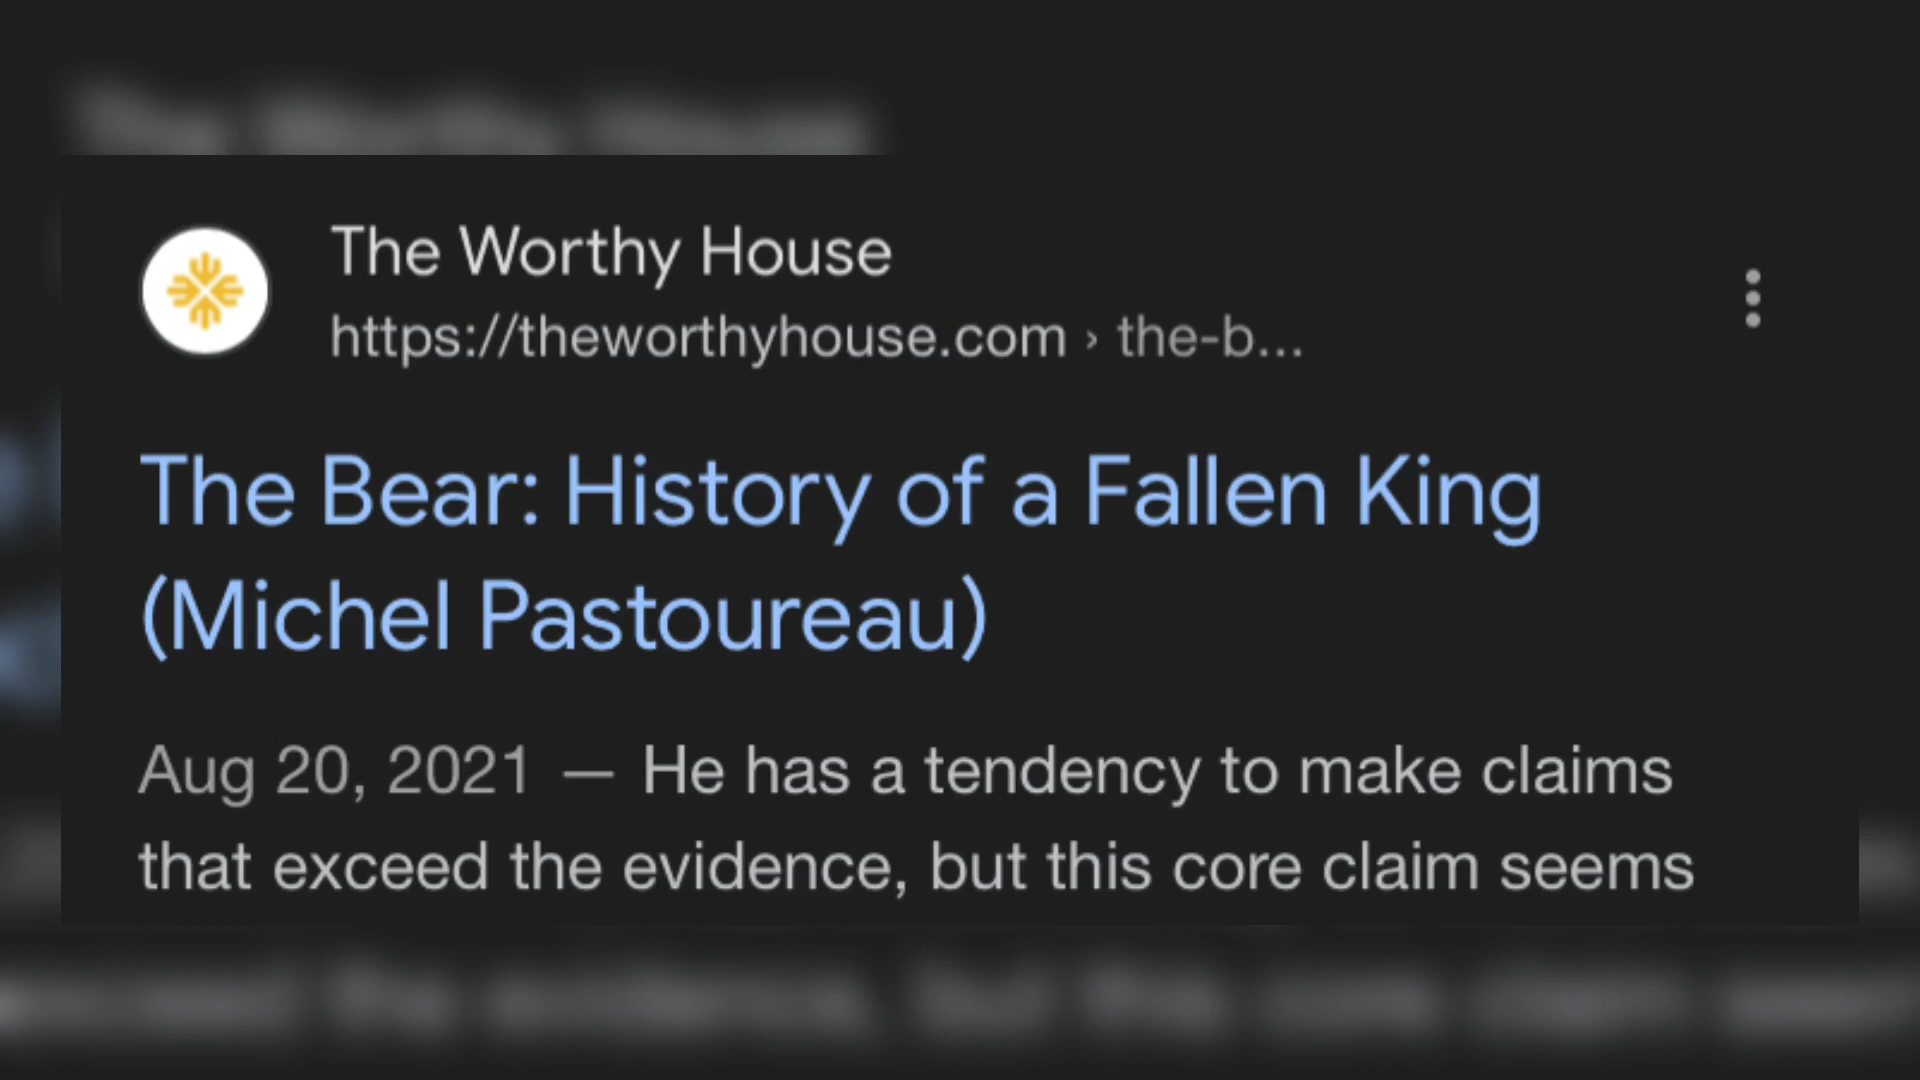 The Worthy House
https://theworthyhouse.com › the-b...
The Bear: History of a Fallen King
(Michel Pastoureau)
Aug 20, 2021 — He has a tendency to make claims
that exceed the evidence, but this core claim seems